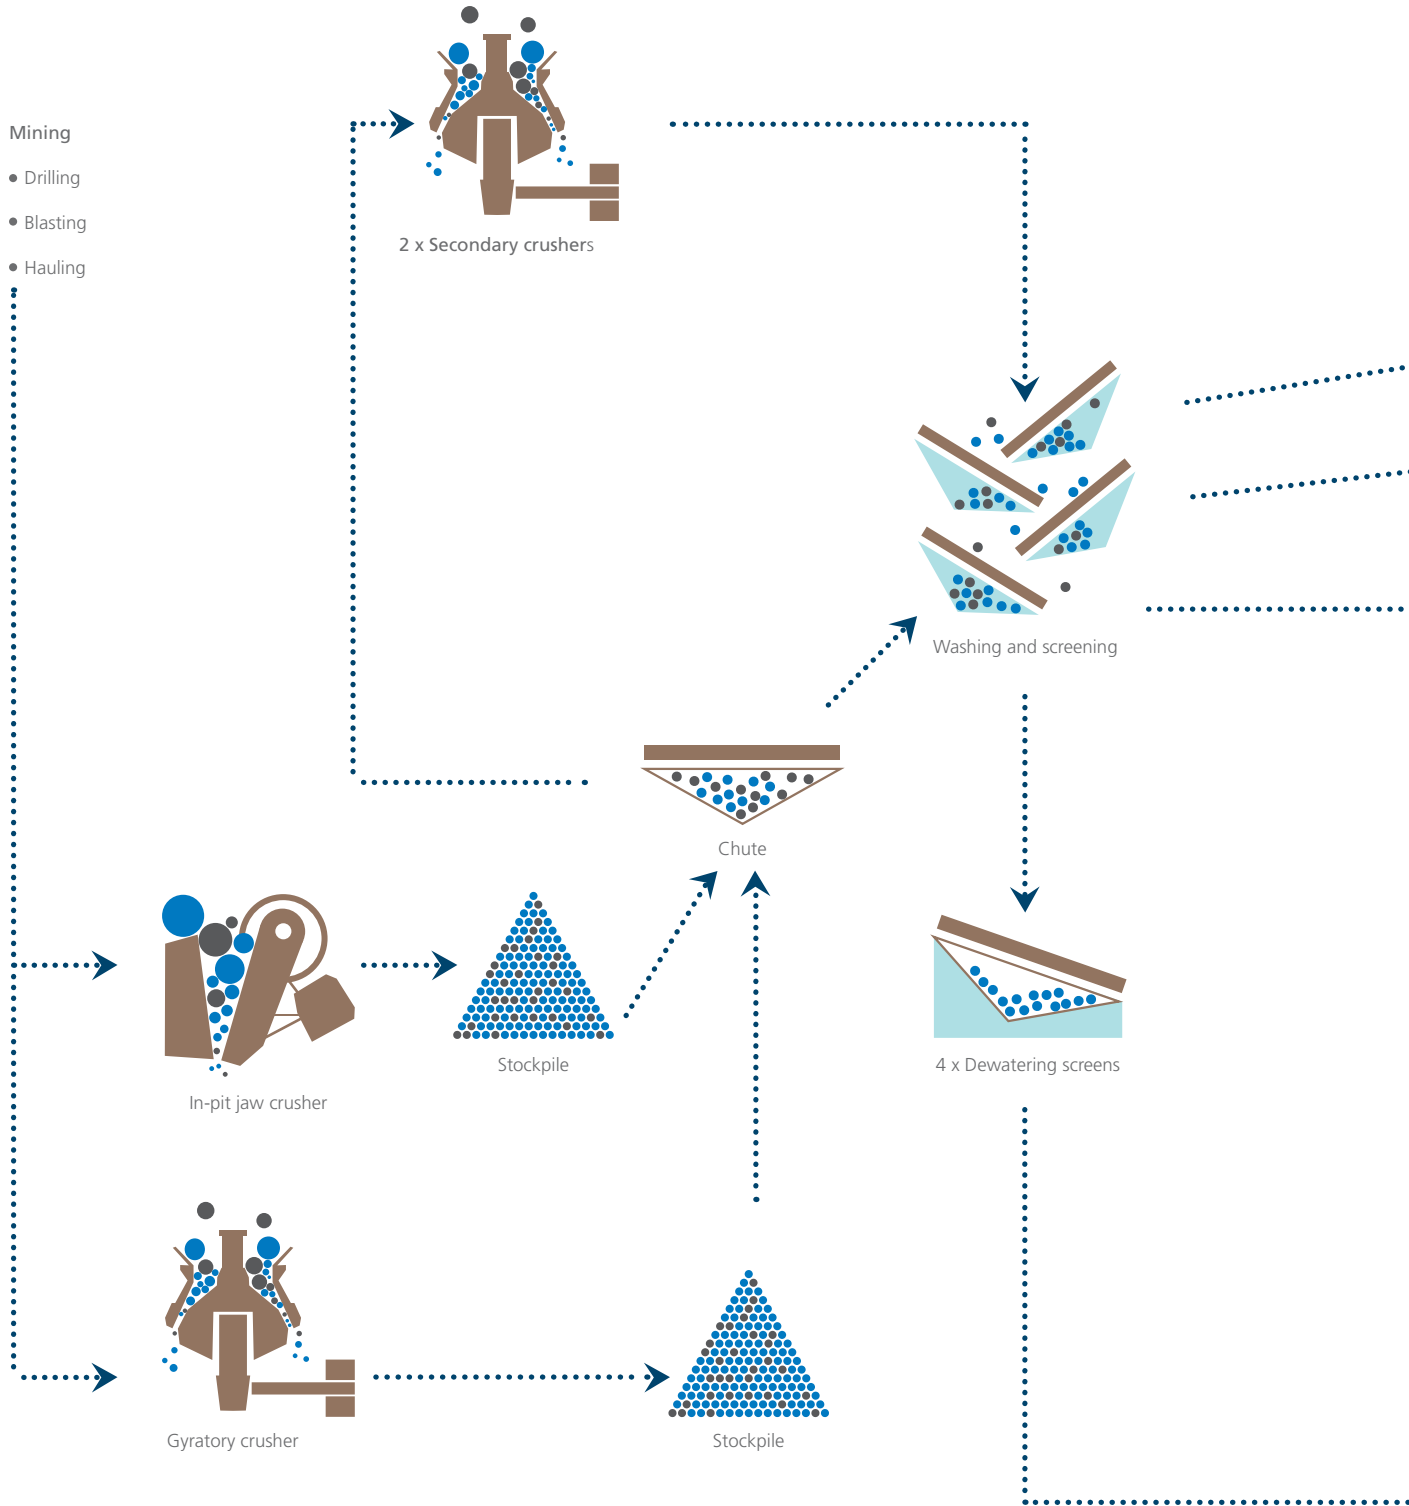 Mining
• Drilling
• Blasting
• Hauling
2 x Secondary crushers
Washing and screening
Chute
In-pit jaw crusher
Stockpile
4 x Dewatering screens
Gyratory crusher
Stockpile